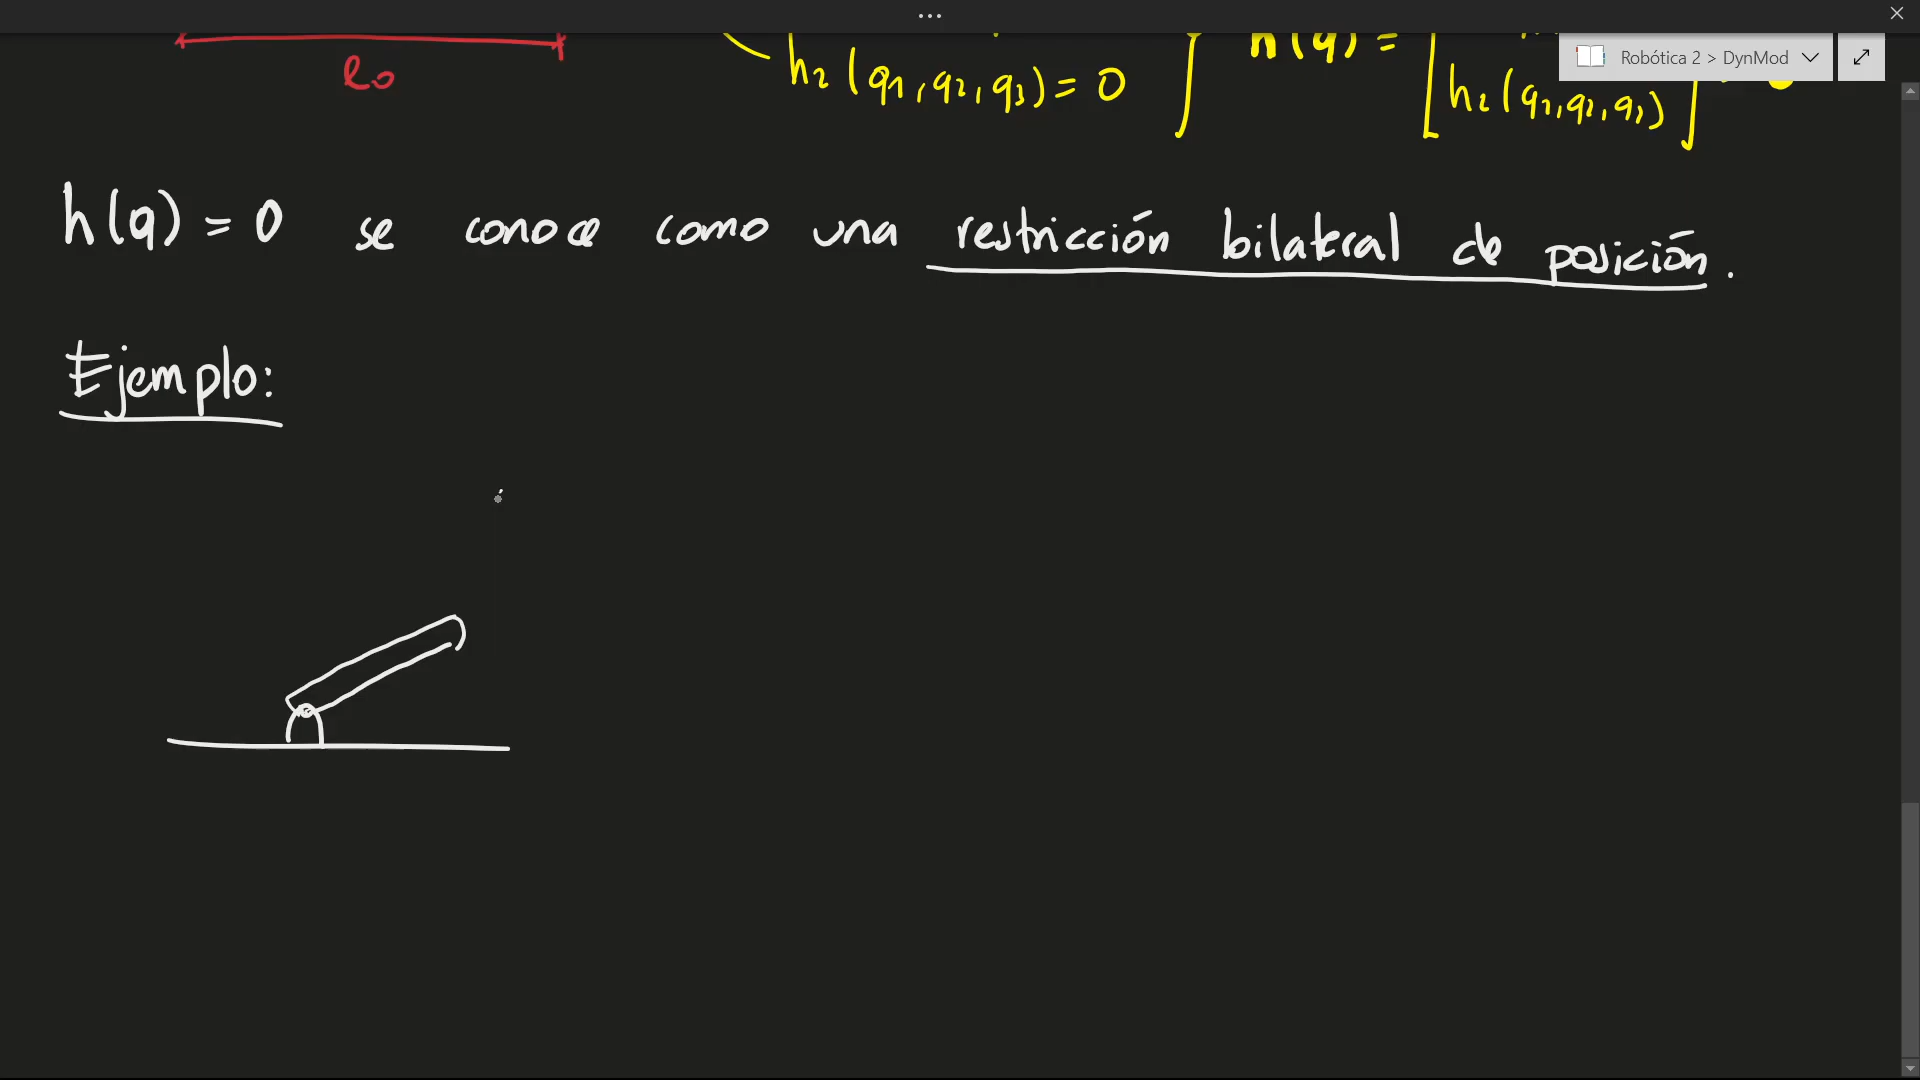 Robótica 2 > DynMod
l₀
h₂(q₁,q₂,q₃)=0
h(q)=
h₂(q₁,q₂,q₃)
h(q)=0 se conoce como una restricción bilateral de posición.
Ejemplo: